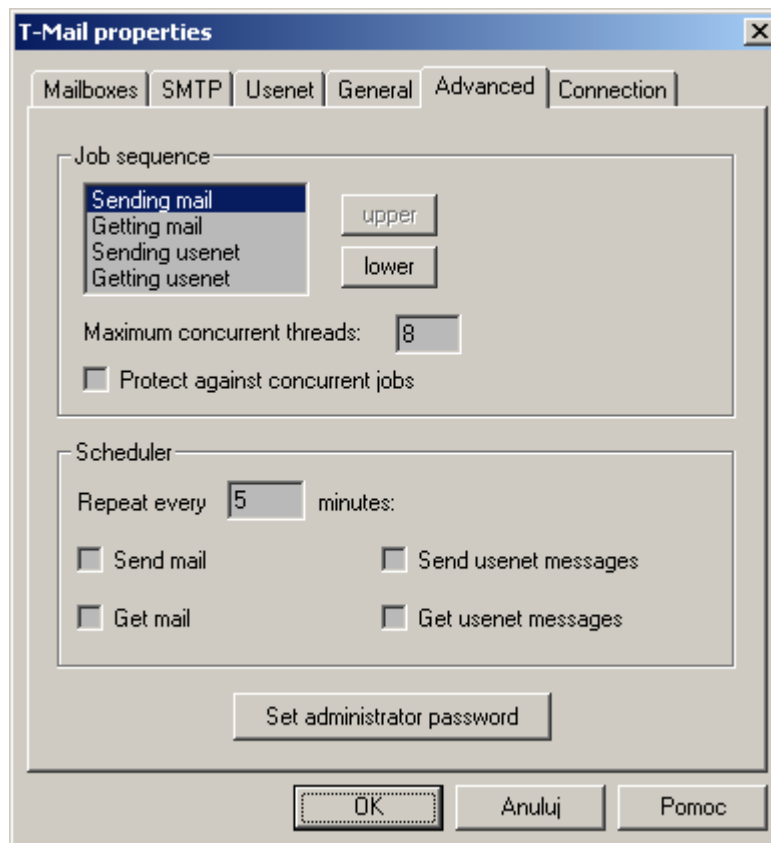 T-Mail properties
Mailboxes SMTP Usenet General Advanced Connection
Job sequence
Sending mail
Getting mail
Sending usenet
Getting usenet
upper
lower
Maximum concurrent threads: 8
Protect against concurrent jobs
Scheduler
Repeat every 5 minutes:
Send mail Send usenet messages
Get mail Get usenet messages
Set administrator password
OK Anuluj Pomoc